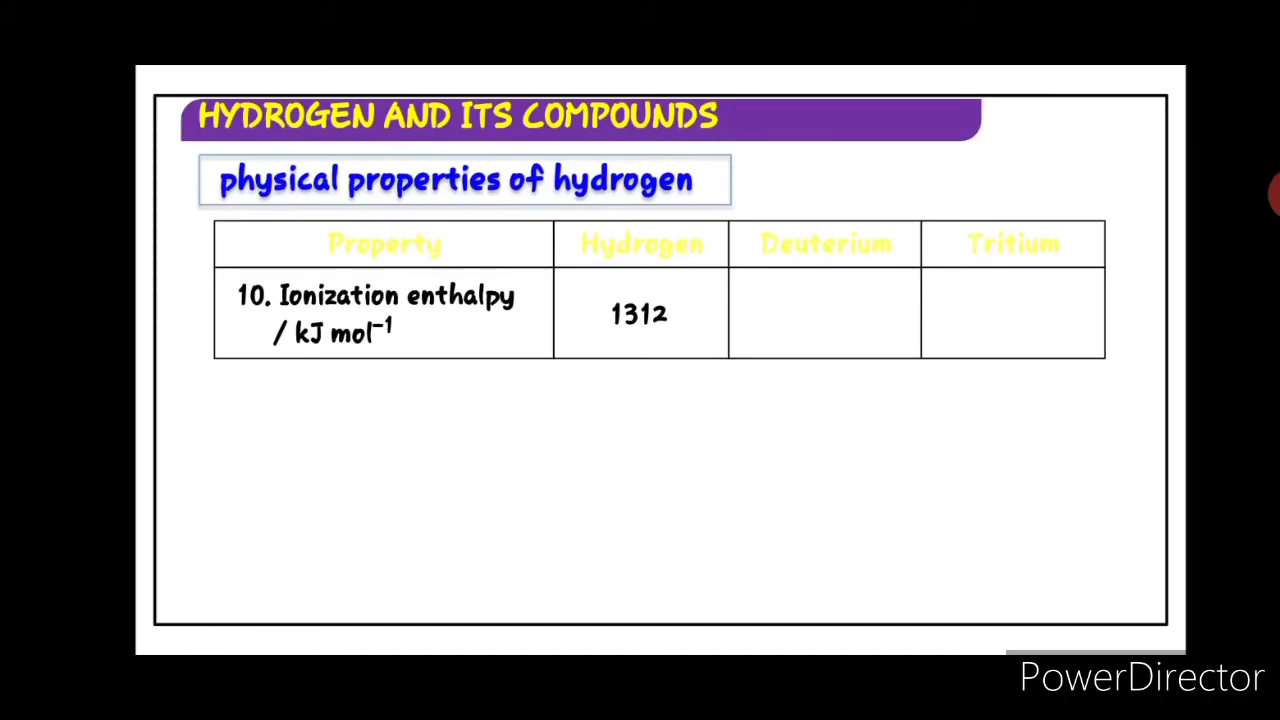 HYDROGEN AND ITS COMPOUNDS
physical properties of hydrogen
Property Hydrogen Deuterium Tritium
10. Ionization enthalpy 1312
/ kJ mol⁻¹
PowerDirector